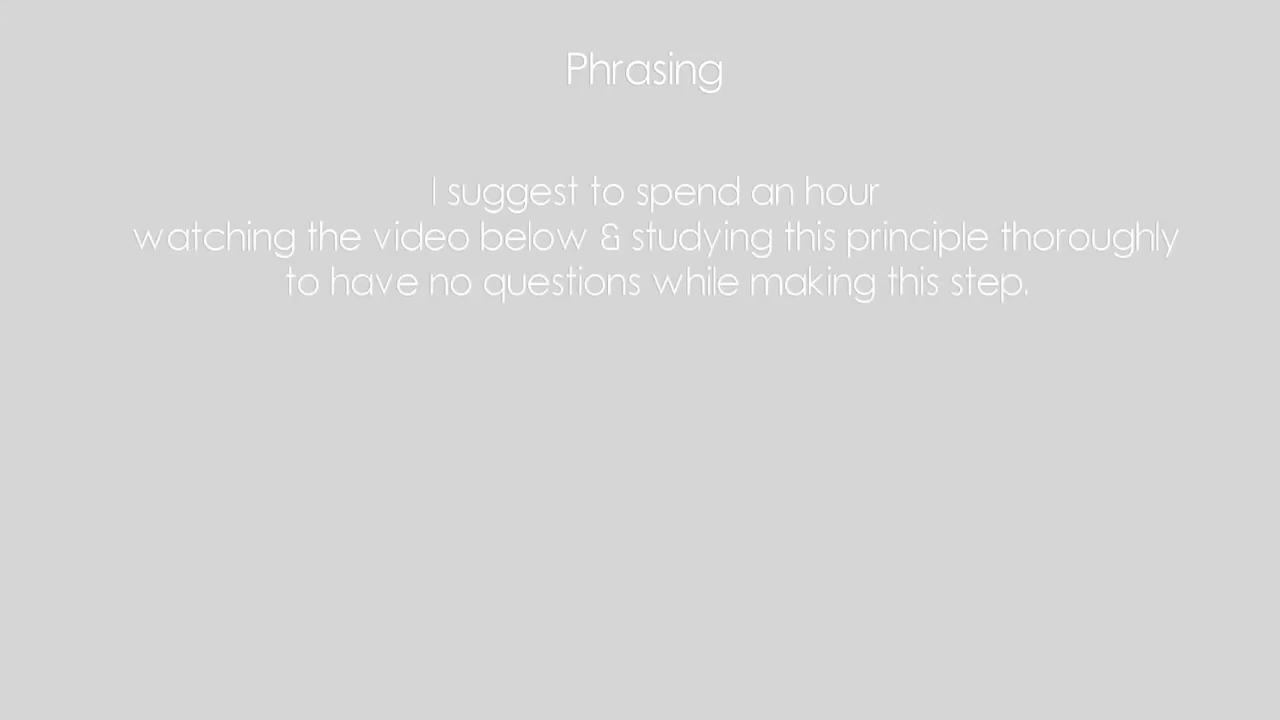 Phrasing
I suggest to spend an hour
watching the video below & studying this principle thoroughly
to have no questions while making this step.